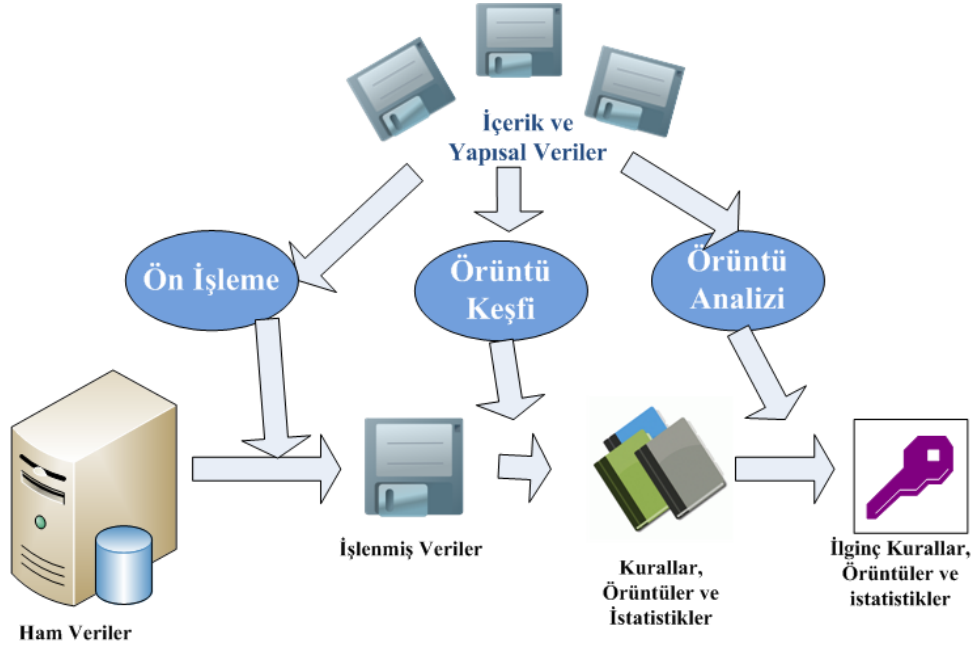 İçerik ve
Yapısal Veriler
Ön İşleme
Örüntü
Keşfi
Örüntü
Analizi
Ham Veriler
İşlenmiş Veriler
Kurallar,
Örüntüler ve
İstatistikler
İlginç Kurallar,
Örüntüler ve
istatistikler